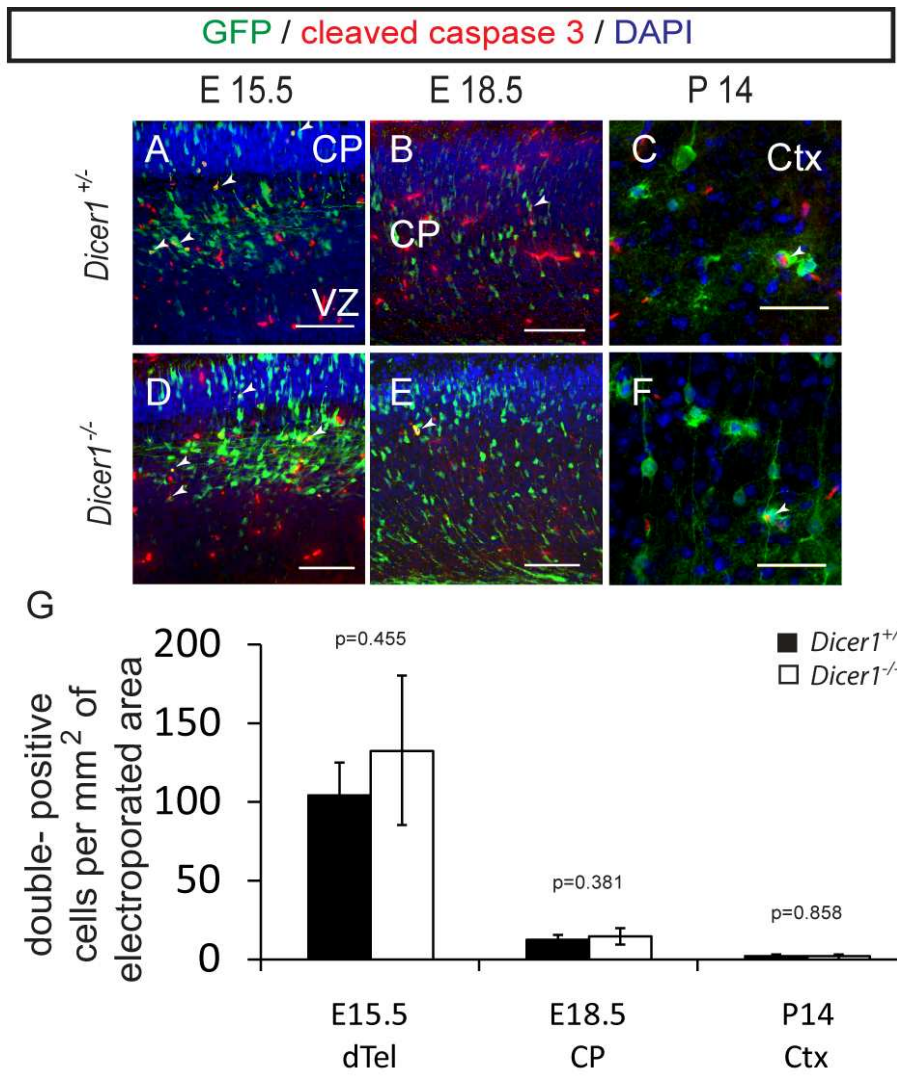 GFP / cleaved caspase 3 / DAPI
E 15.5 E 18.5 P 14
Dicer1+/-
A CP VZ
B CP
C Ctx
Dicer1-/-
D
E
F
G
double- positive
cells per mm2 of
electroporated area
200
150
100
50
0
p=0.455
p=0.381
p=0.858
Dicer1+/
Dicer1-/-
E15.5 E18.5 P14
dTel CP Ctx